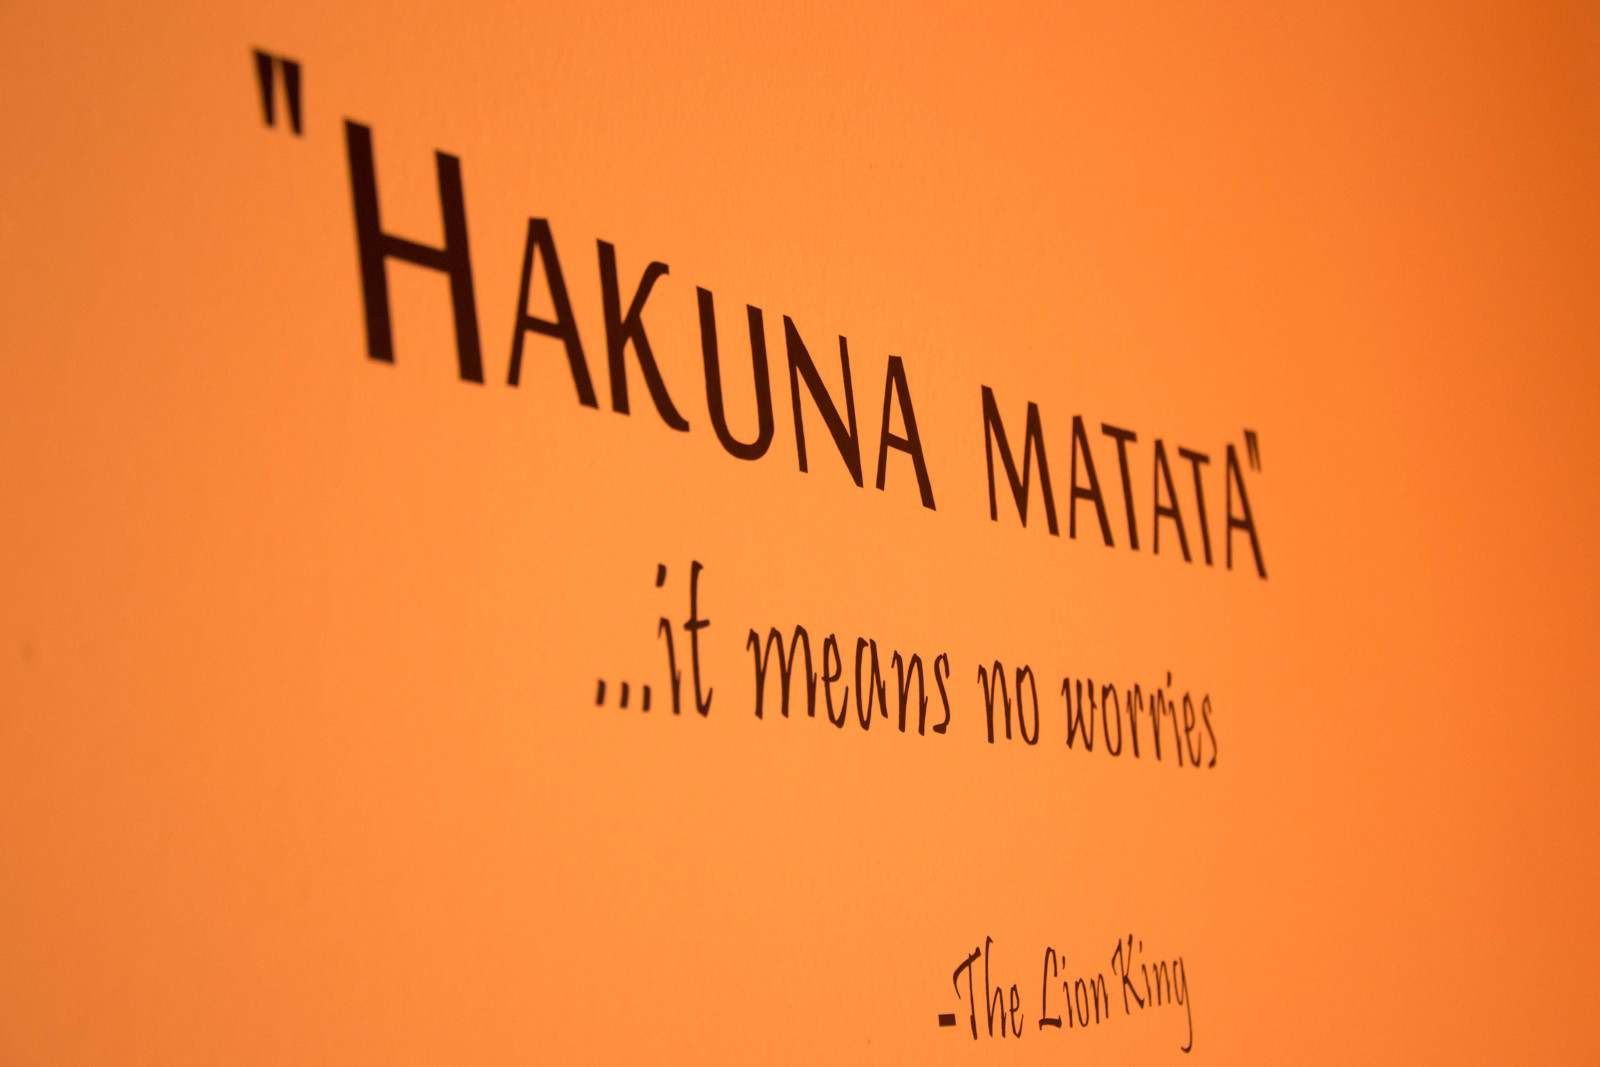 "HAKUNA MATATA"
...it means no worries
-The Lion King